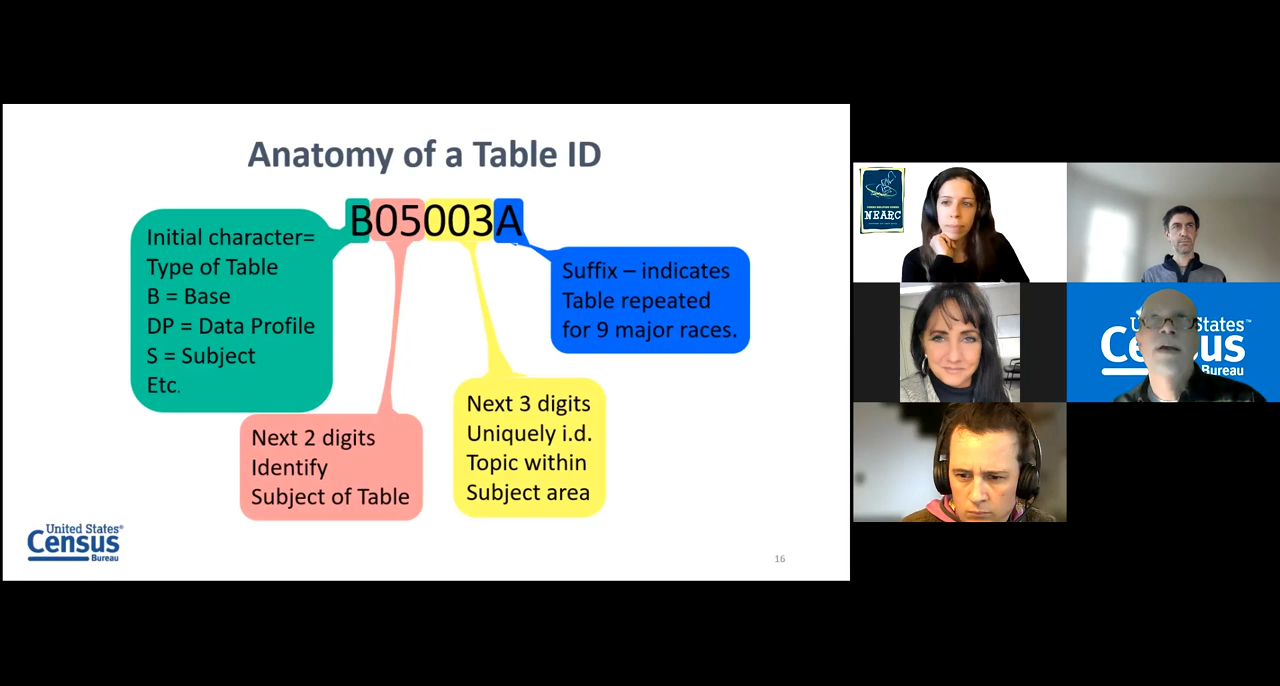 Anatomy of a Table ID
B05003A
Initial character=
Type of Table
B = Base
DP = Data Profile
S = Subject
Etc.
Next 2 digits
Identify
Subject of Table
Next 3 digits
Uniquely i.d.
Topic within
Subject area
Suffix – indicates
Table repeated
for 9 major races.
United States®
Census
Bureau
16
NEARC
States™
Census
Bureau